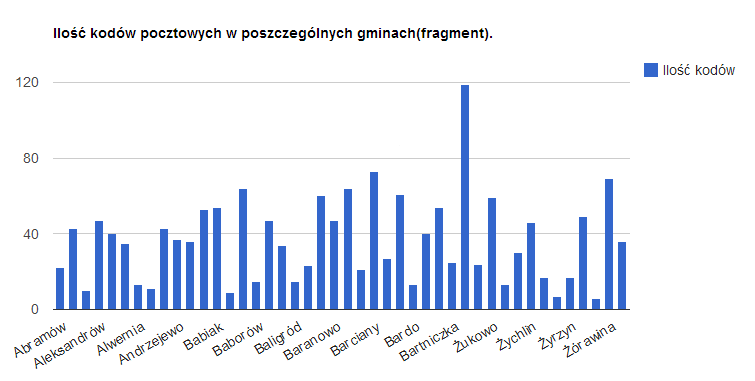 Ilość kodów pocztowych w poszczególnych gminach(fragment).
Ilość kodów
120
80
40
0
Abramów
Aleksandrów
Alwernia
Andrzejewo
Babiak
Baborów
Baligród
Baranowo
Barciany
Bardo
Bartniczka
Żukowo
Żychlin
Żyrzyn
Żórawina